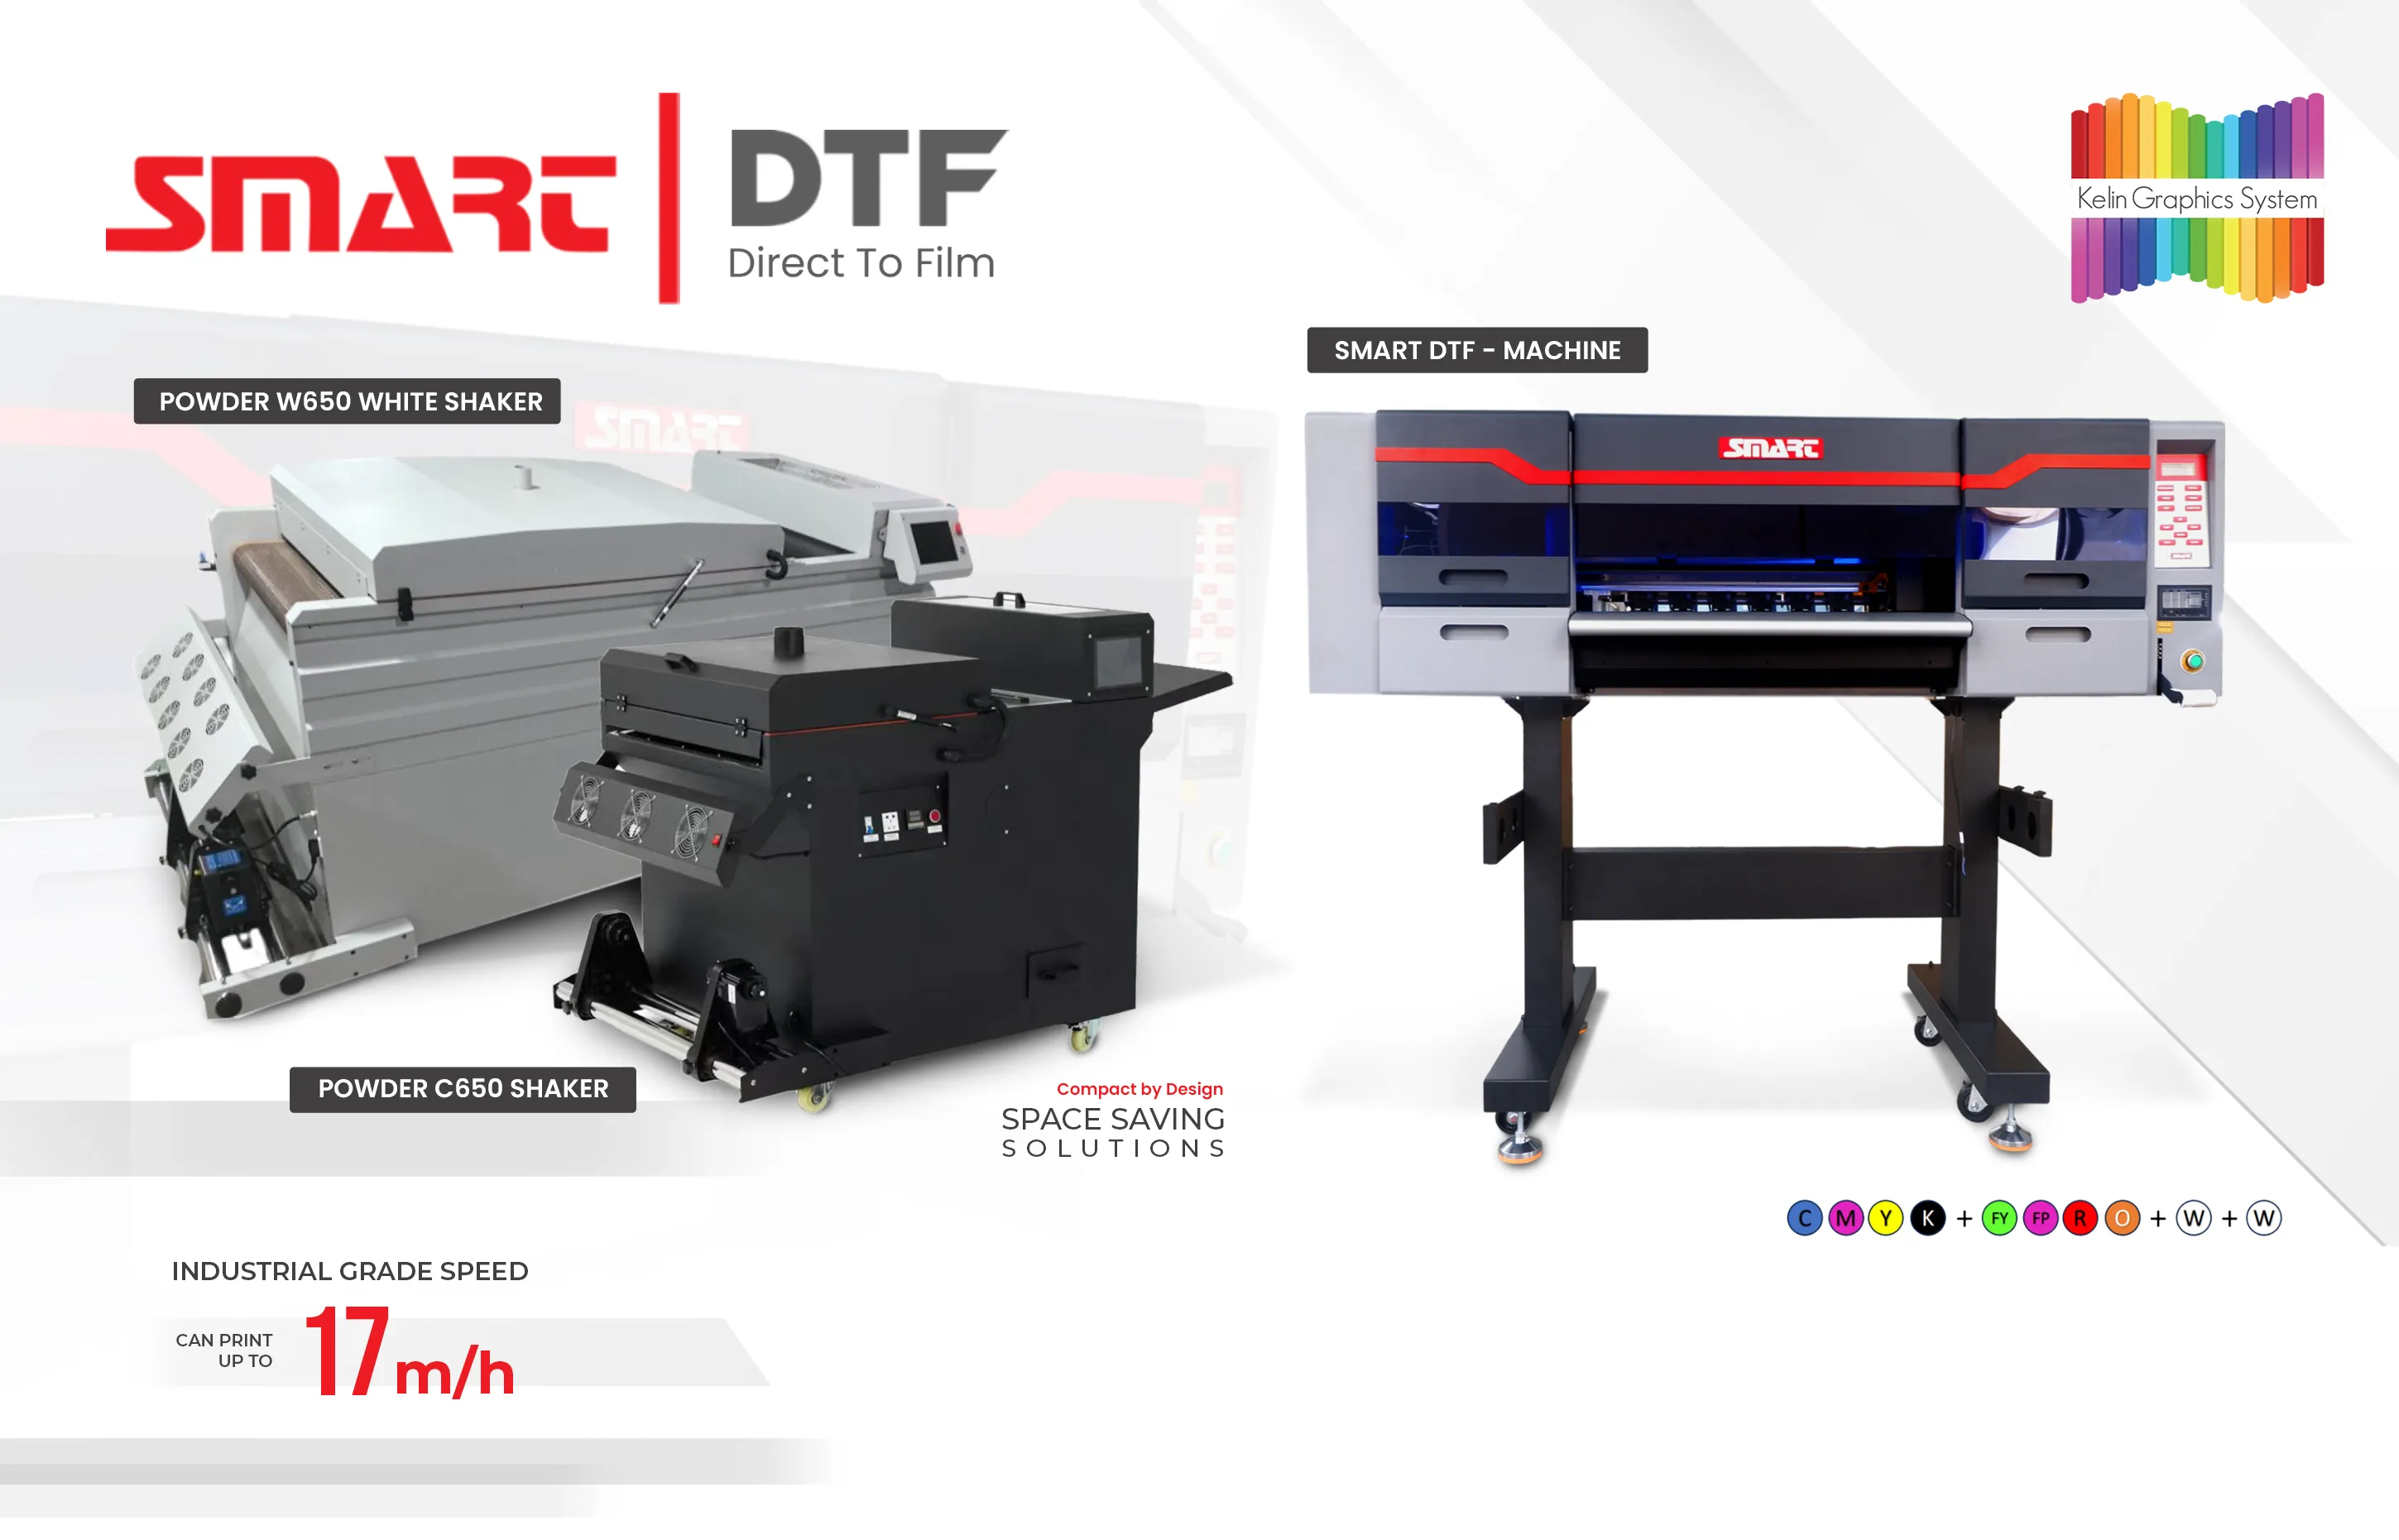 SMART
DTF
Direct To Film
Kelin Graphics System
POWDER W650 WHITE SHAKER
SMART DTF - MACHINE
SMART
SMART
POWDER C650 SHAKER
Compact by Design
SPACE SAVING
SOLUTIONS
C M Y K + FY FP R O + W + W
INDUSTRIAL GRADE SPEED
CAN PRINT
UP TO
17 m/h